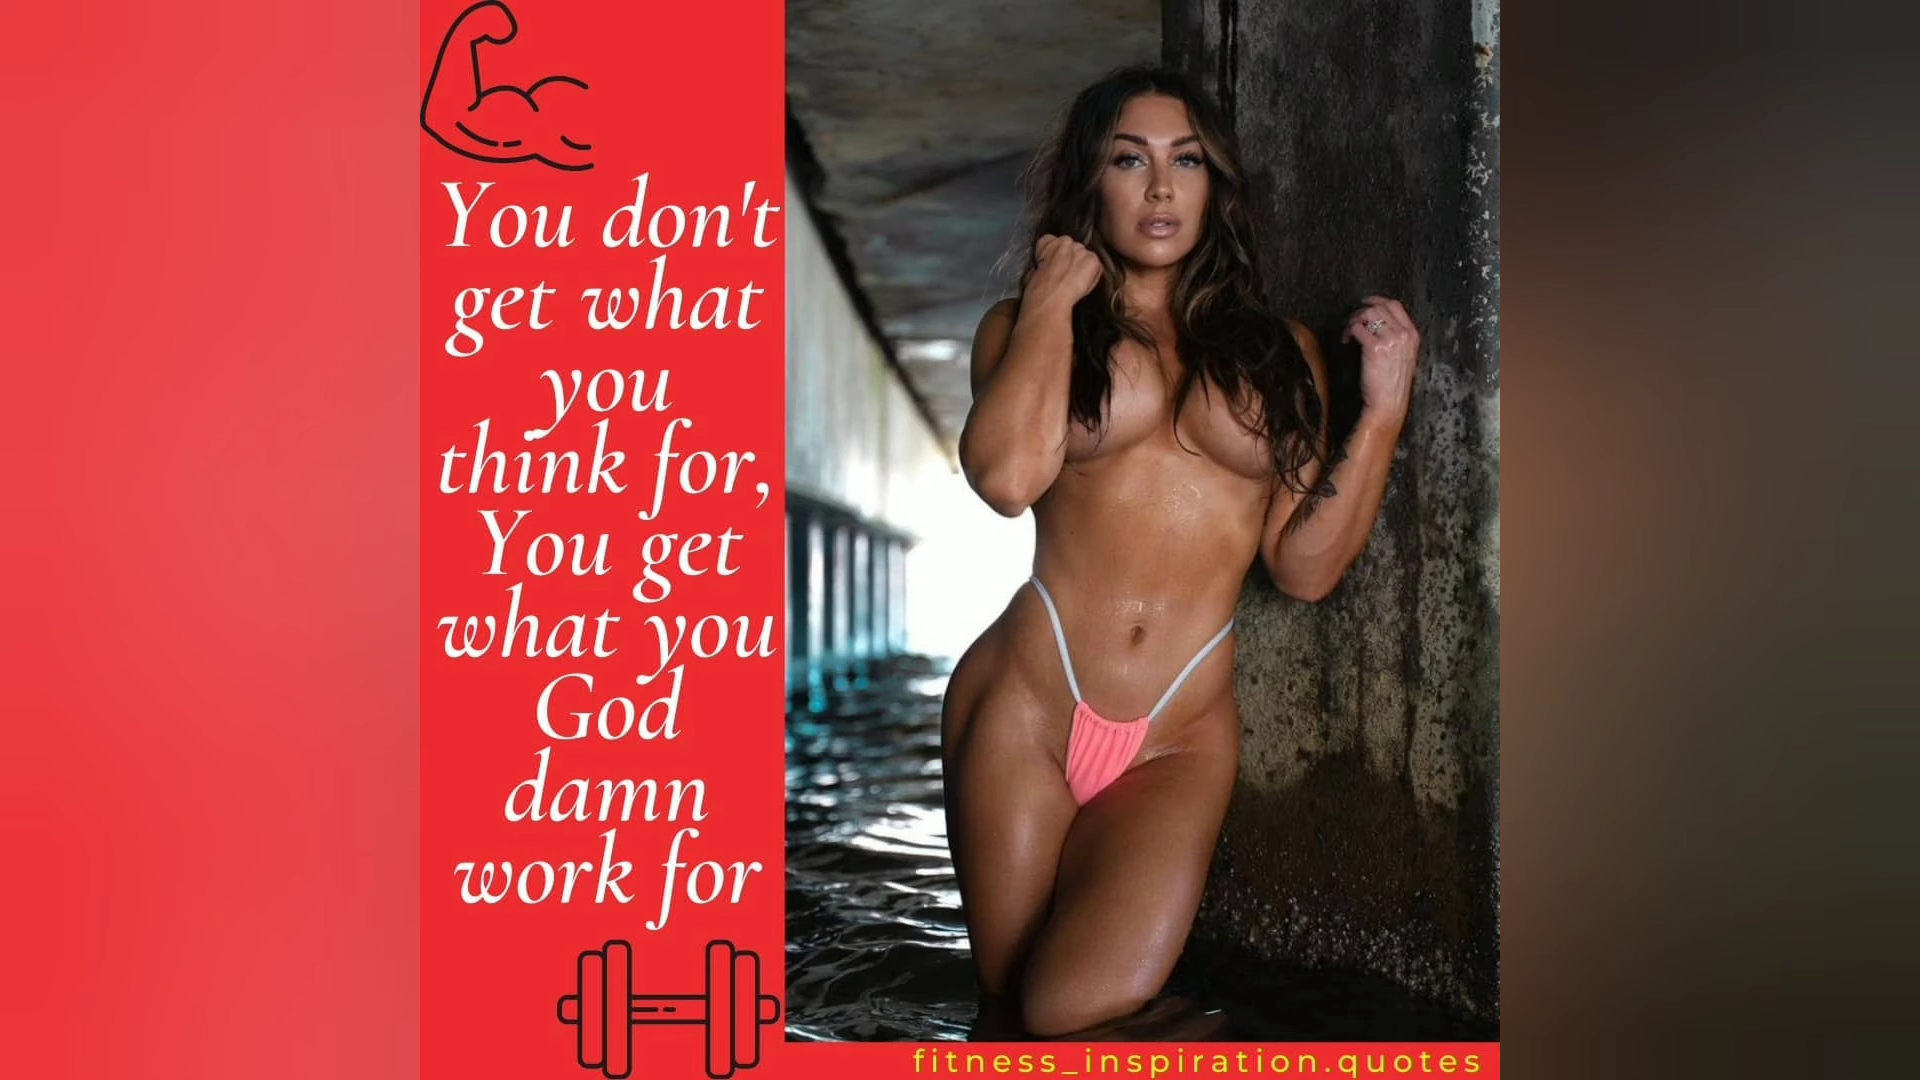 You don't
get what
you
think for,
You get
what you
God
damn
work for
fitness_inspiration.quotes